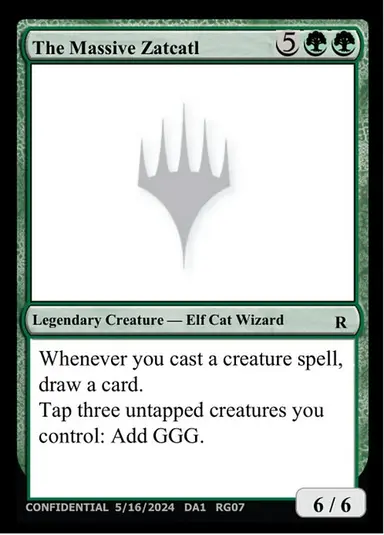 The Massive Zatcatl 5
Legendary Creature — Elf Cat Wizard R
Whenever you cast a creature spell,
draw a card.
Tap three untapped creatures you
control: Add GGG.
6/6
CONFIDENTIAL 5/16/2024 DA1 RG07